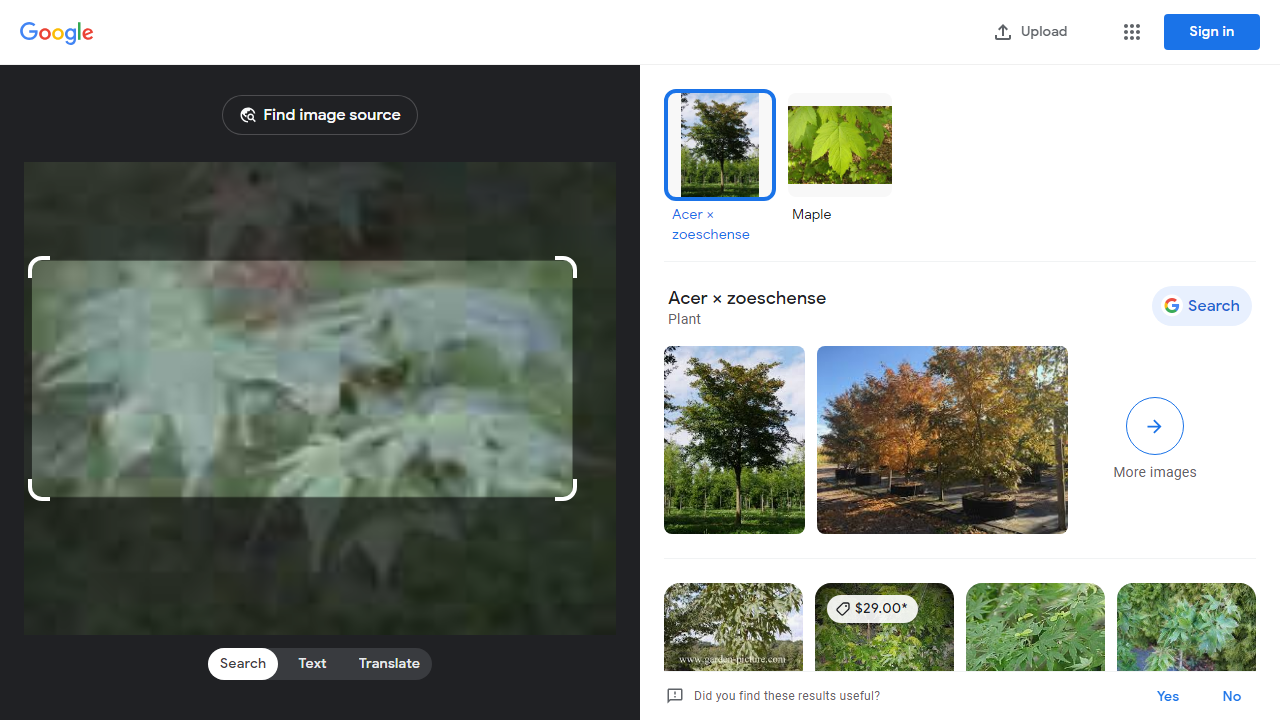 Google
Upload
Sign in
Find image source
Acer ×
zoeschense
Maple
Acer × zoeschense
Plant
Search
More images
$29.00*
www.garden-picture.com
Search
Text
Translate
Did you find these results useful?
Yes
No